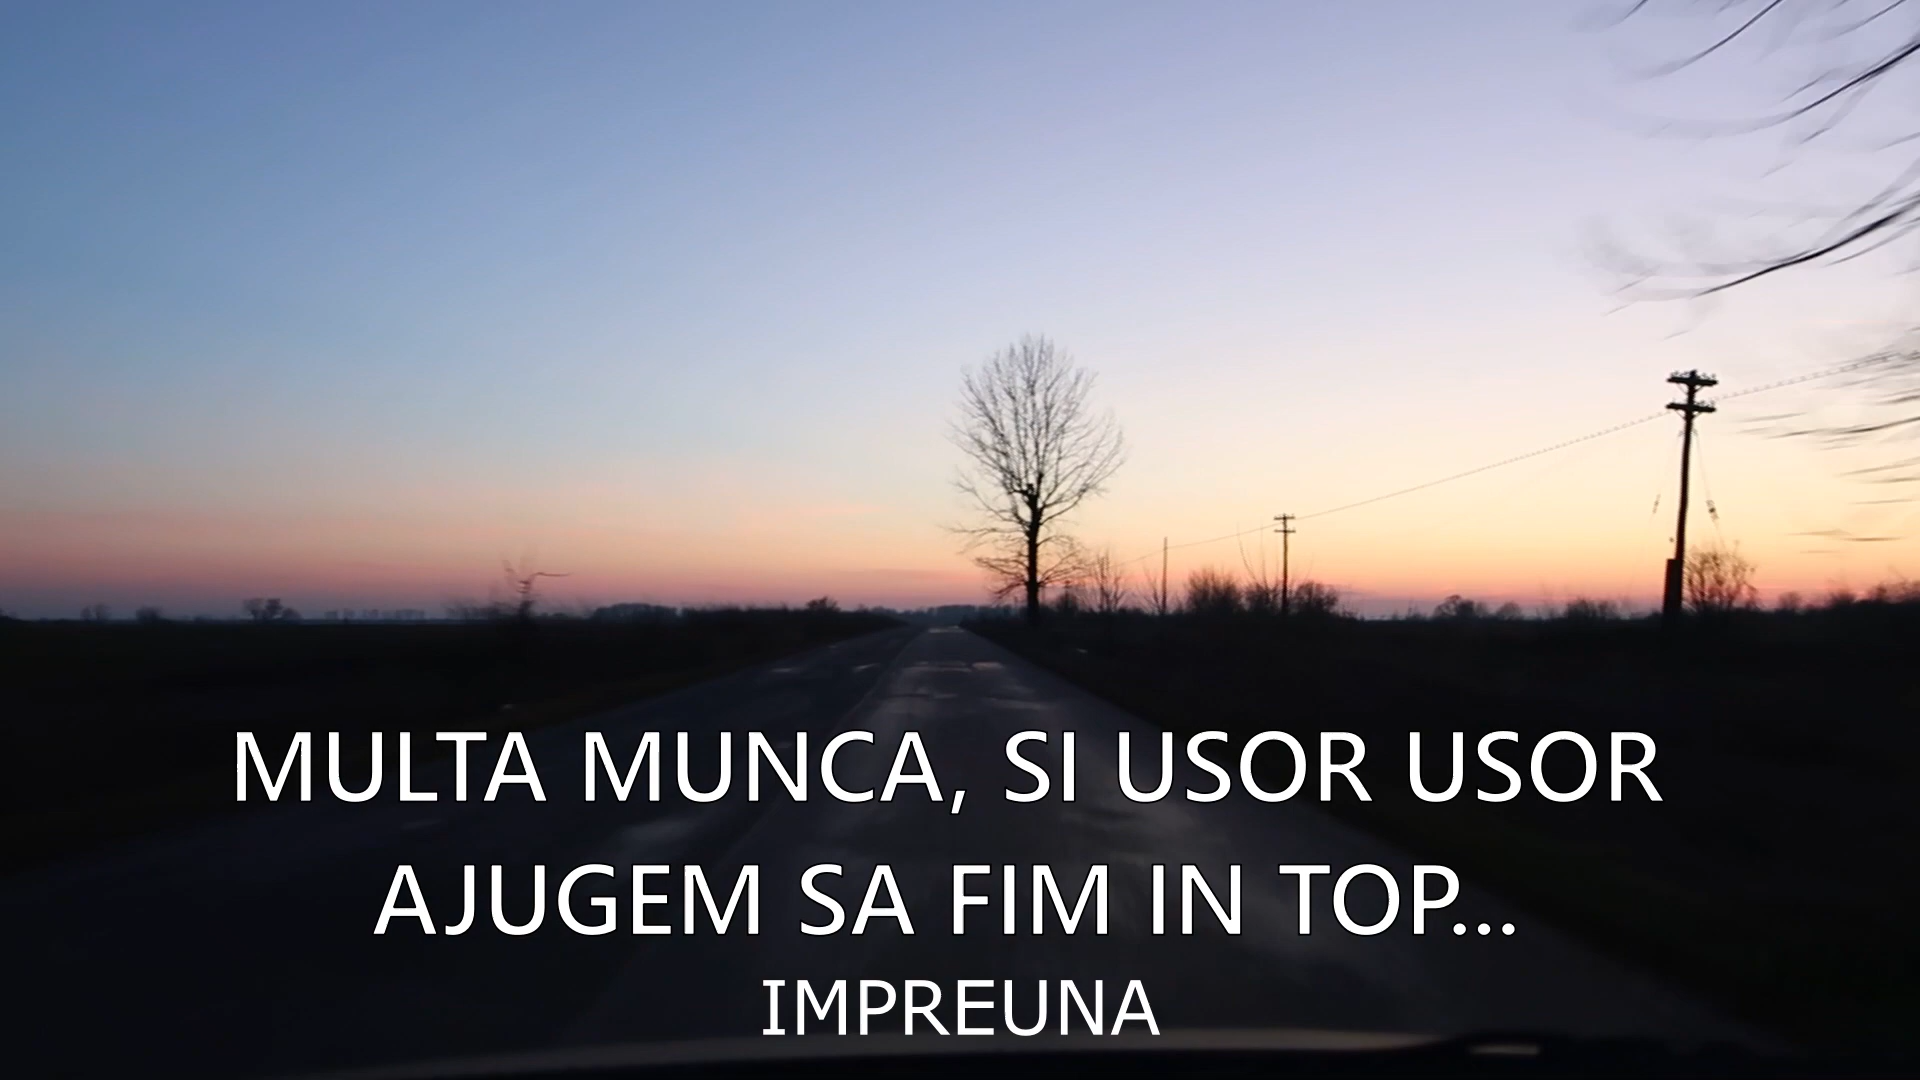 MULTA MUNCA, SI USOR USOR
AJUGEM SA FIM IN TOP...
IMPREUNA